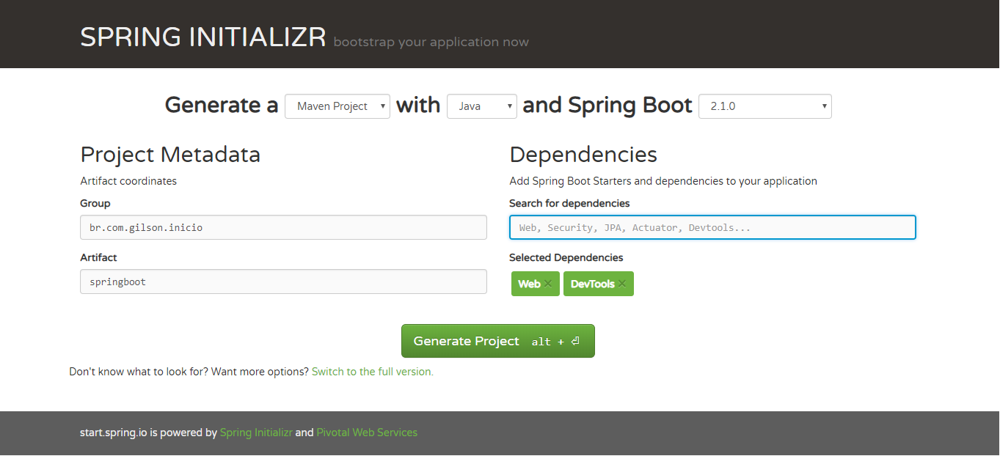 SPRING INITIALIZR bootstrap your application now
Generate a Maven Project with Java and Spring Boot 2.1.0
Project Metadata
Artifact coordinates
Group
br.com.gilson.inicio
Artifact
springboot
Dependencies
Add Spring Boot Starters and dependencies to your application
Search for dependencies
Web, Security, JPA, Actuator, Devtools...
Selected Dependencies
Web × DevTools ×
Generate Project alt + ⏎
Don't know what to look for? Want more options? Switch to the full version.
start.spring.io is powered by Spring Initializr and Pivotal Web Services